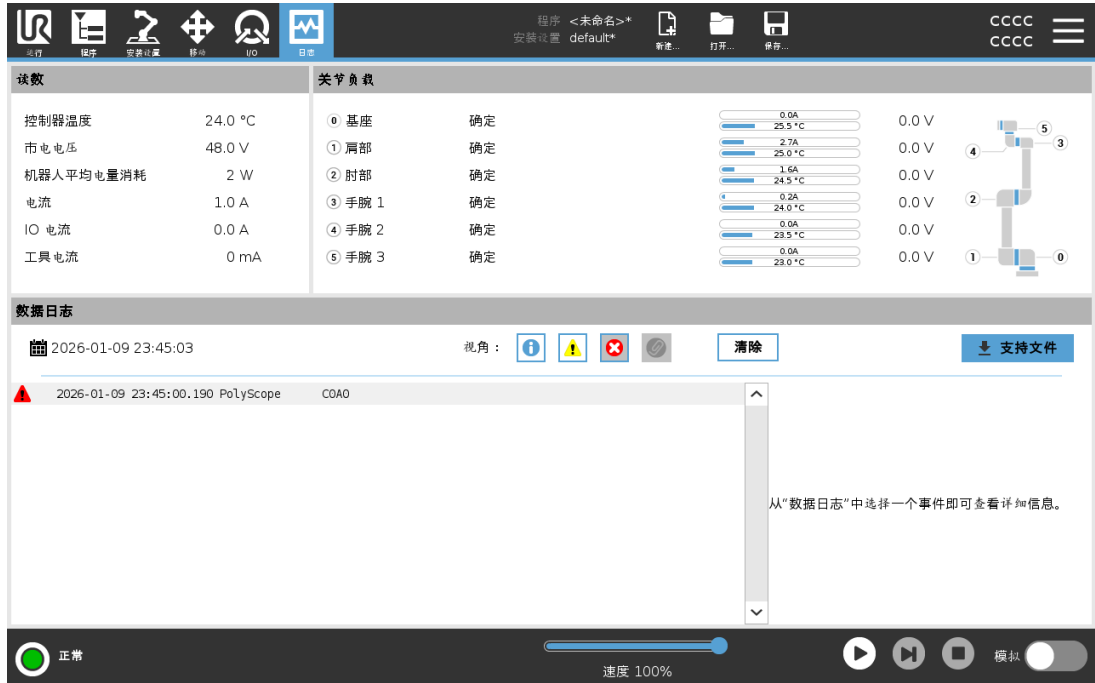 运行 程序 安装设置 移动 I/O 日志
程序 <未命名>*
安装设置 default*
新建... 打开... 保存...
CCCC
CCCC
读数
控制器温度 24.0 °C
市电电压 48.0 V
机器人平均电量消耗 2 W
电流 1.0 A
IO 电流 0.0 A
工具电流 0 mA
关节负载
0 基座 确定 0.0A 25.5 °C 0.0 V
1 肩部 确定 2.7A 25.0 °C 0.0 V
2 肘部 确定 1.6A 24.5 °C 0.0 V
3 手腕 1 确定 0.2A 24.0 °C 0.0 V
4 手腕 2 确定 0.0A 23.5 °C 0.0 V
5 手腕 3 确定 0.0A 23.0 °C 0.0 V
5
3
4
2
1 0
数据日志
2026-01-09 23:45:03 视角： 清除 支持文件
2026-01-09 23:45:00.190 PolyScope C0A0
从“数据日志”中选择一个事件即可查看详细信息。
正常 速度 100% 模拟